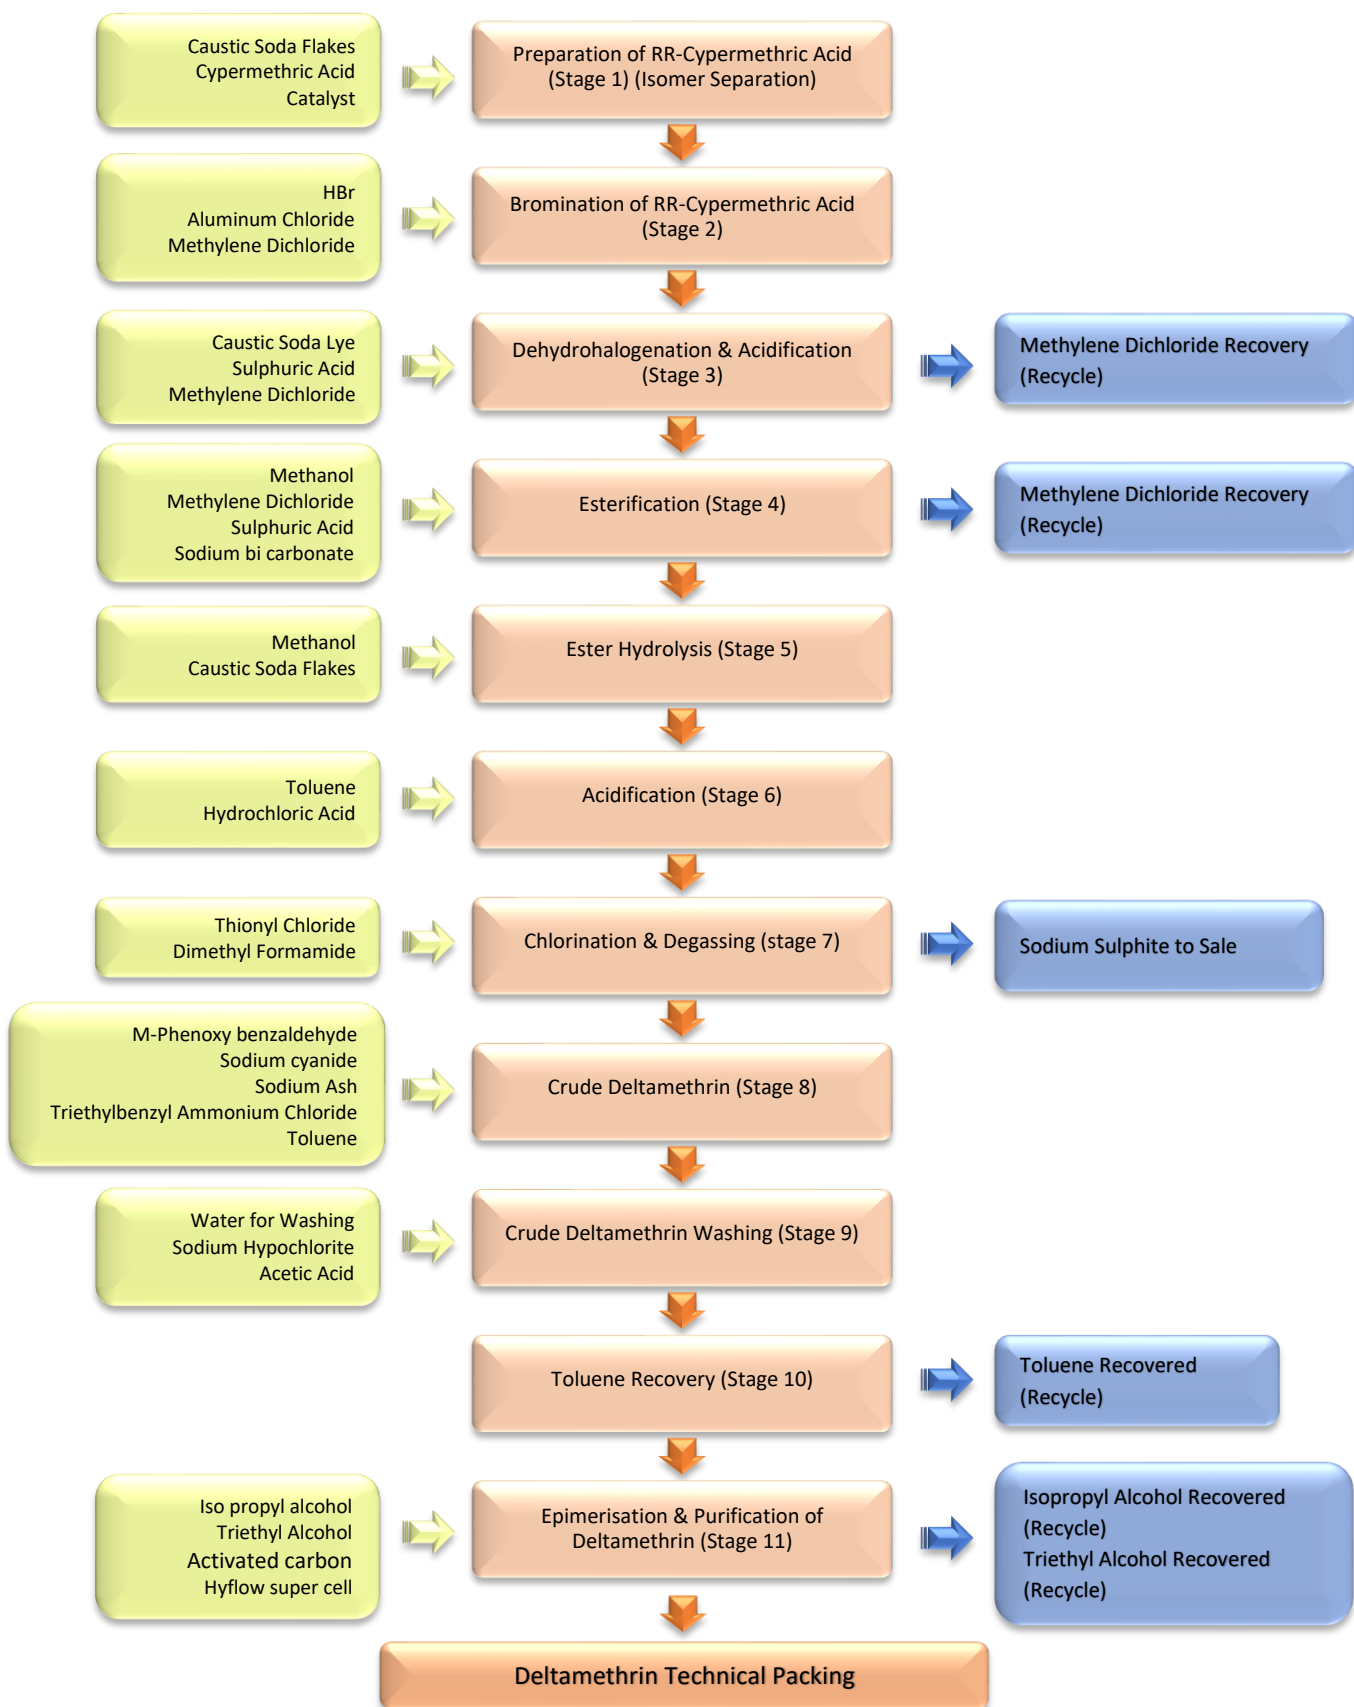 Caustic Soda Flakes
Cypermethric Acid
Catalyst
Preparation of RR-Cypermethric Acid
(Stage 1) (Isomer Separation)
HBr
Aluminum Chloride
Methylene Dichloride
Bromination of RR-Cypermethric Acid
(Stage 2)
Caustic Soda Lye
Sulphuric Acid
Methylene Dichloride
Dehydrohalogenation & Acidification
(Stage 3)
Methylene Dichloride Recovery
(Recycle)
Methanol
Methylene Dichloride
Sulphuric Acid
Sodium bi carbonate
Esterification (Stage 4)
Methylene Dichloride Recovery
(Recycle)
Methanol
Caustic Soda Flakes
Ester Hydrolysis (Stage 5)
Toluene
Hydrochloric Acid
Acidification (Stage 6)
Thionyl Chloride
Dimethyl Formamide
Chlorination & Degassing (stage 7)
Sodium Sulphite to Sale
M-Phenoxy benzaldehyde
Sodium cyanide
Sodium Ash
Triethylbenzyl Ammonium Chloride
Toluene
Crude Deltamethrin (Stage 8)
Water for Washing
Sodium Hypochlorite
Acetic Acid
Crude Deltamethrin Washing (Stage 9)
Toluene Recovery (Stage 10)
Toluene Recovered
(Recycle)
Iso propyl alcohol
Triethyl Alcohol
Activated carbon
Hyflow super cell
Epimerisation & Purification of
Deltamethrin (Stage 11)
Isopropyl Alcohol Recovered
(Recycle)
Triethyl Alcohol Recovered
(Recycle)
Deltamethrin Technical Packing